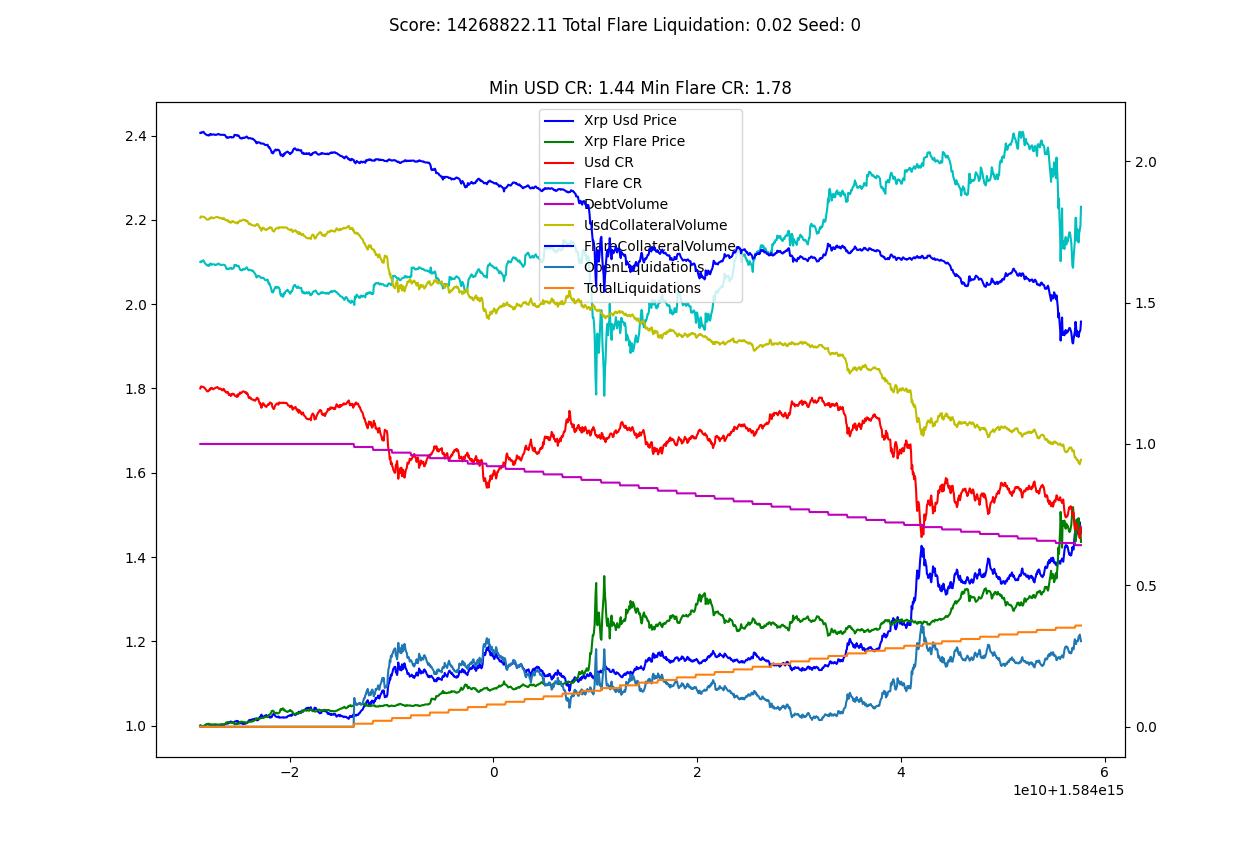 Score: 14268822.11 Total Flare Liquidation: 0.02 Seed: 0
Min USD CR: 1.44 Min Flare CR: 1.78
Xrp Usd Price
Xrp Flare Price
Usd CR
Flare CR
DebtVolume
UsdCollateralVolume
FlareCollateralVolume
OpenLiquidations
TotalLiquidations
2.4
2.2
2.0
1.8
1.6
1.4
1.2
1.0
2.0
1.5
1.0
0.5
0.0
−2 0 2 4 6
1e10+1.584e15